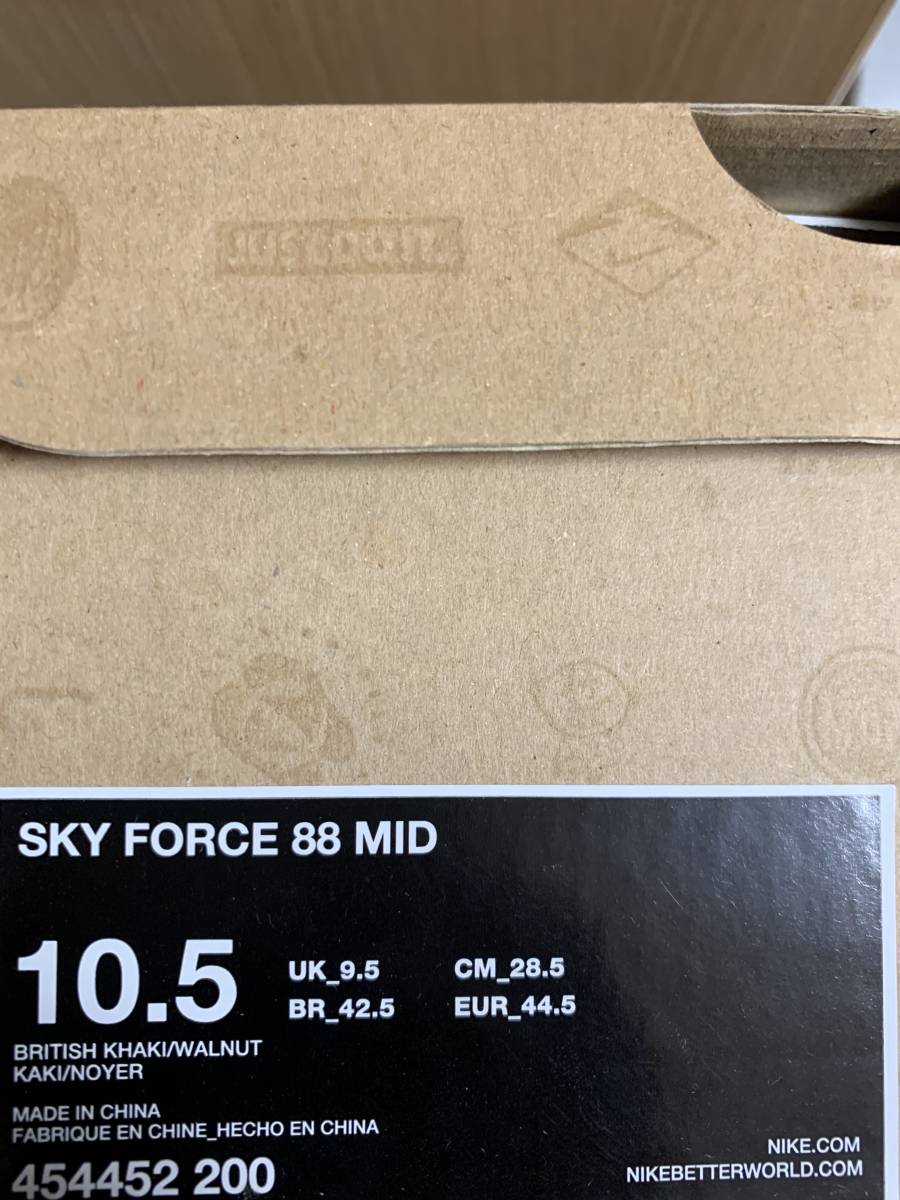 SKY FORCE 88 MID
10.5
UK_9.5 CM_28.5
BR_42.5 EUR_44.5
BRITISH KHAKI/WALNUT
KAKI/NOYER
MADE IN CHINA
FABRIQUE EN CHINE_HECHO EN CHINA
454452 200
NIKE.COM
NIKEBETTERWORLD.COM